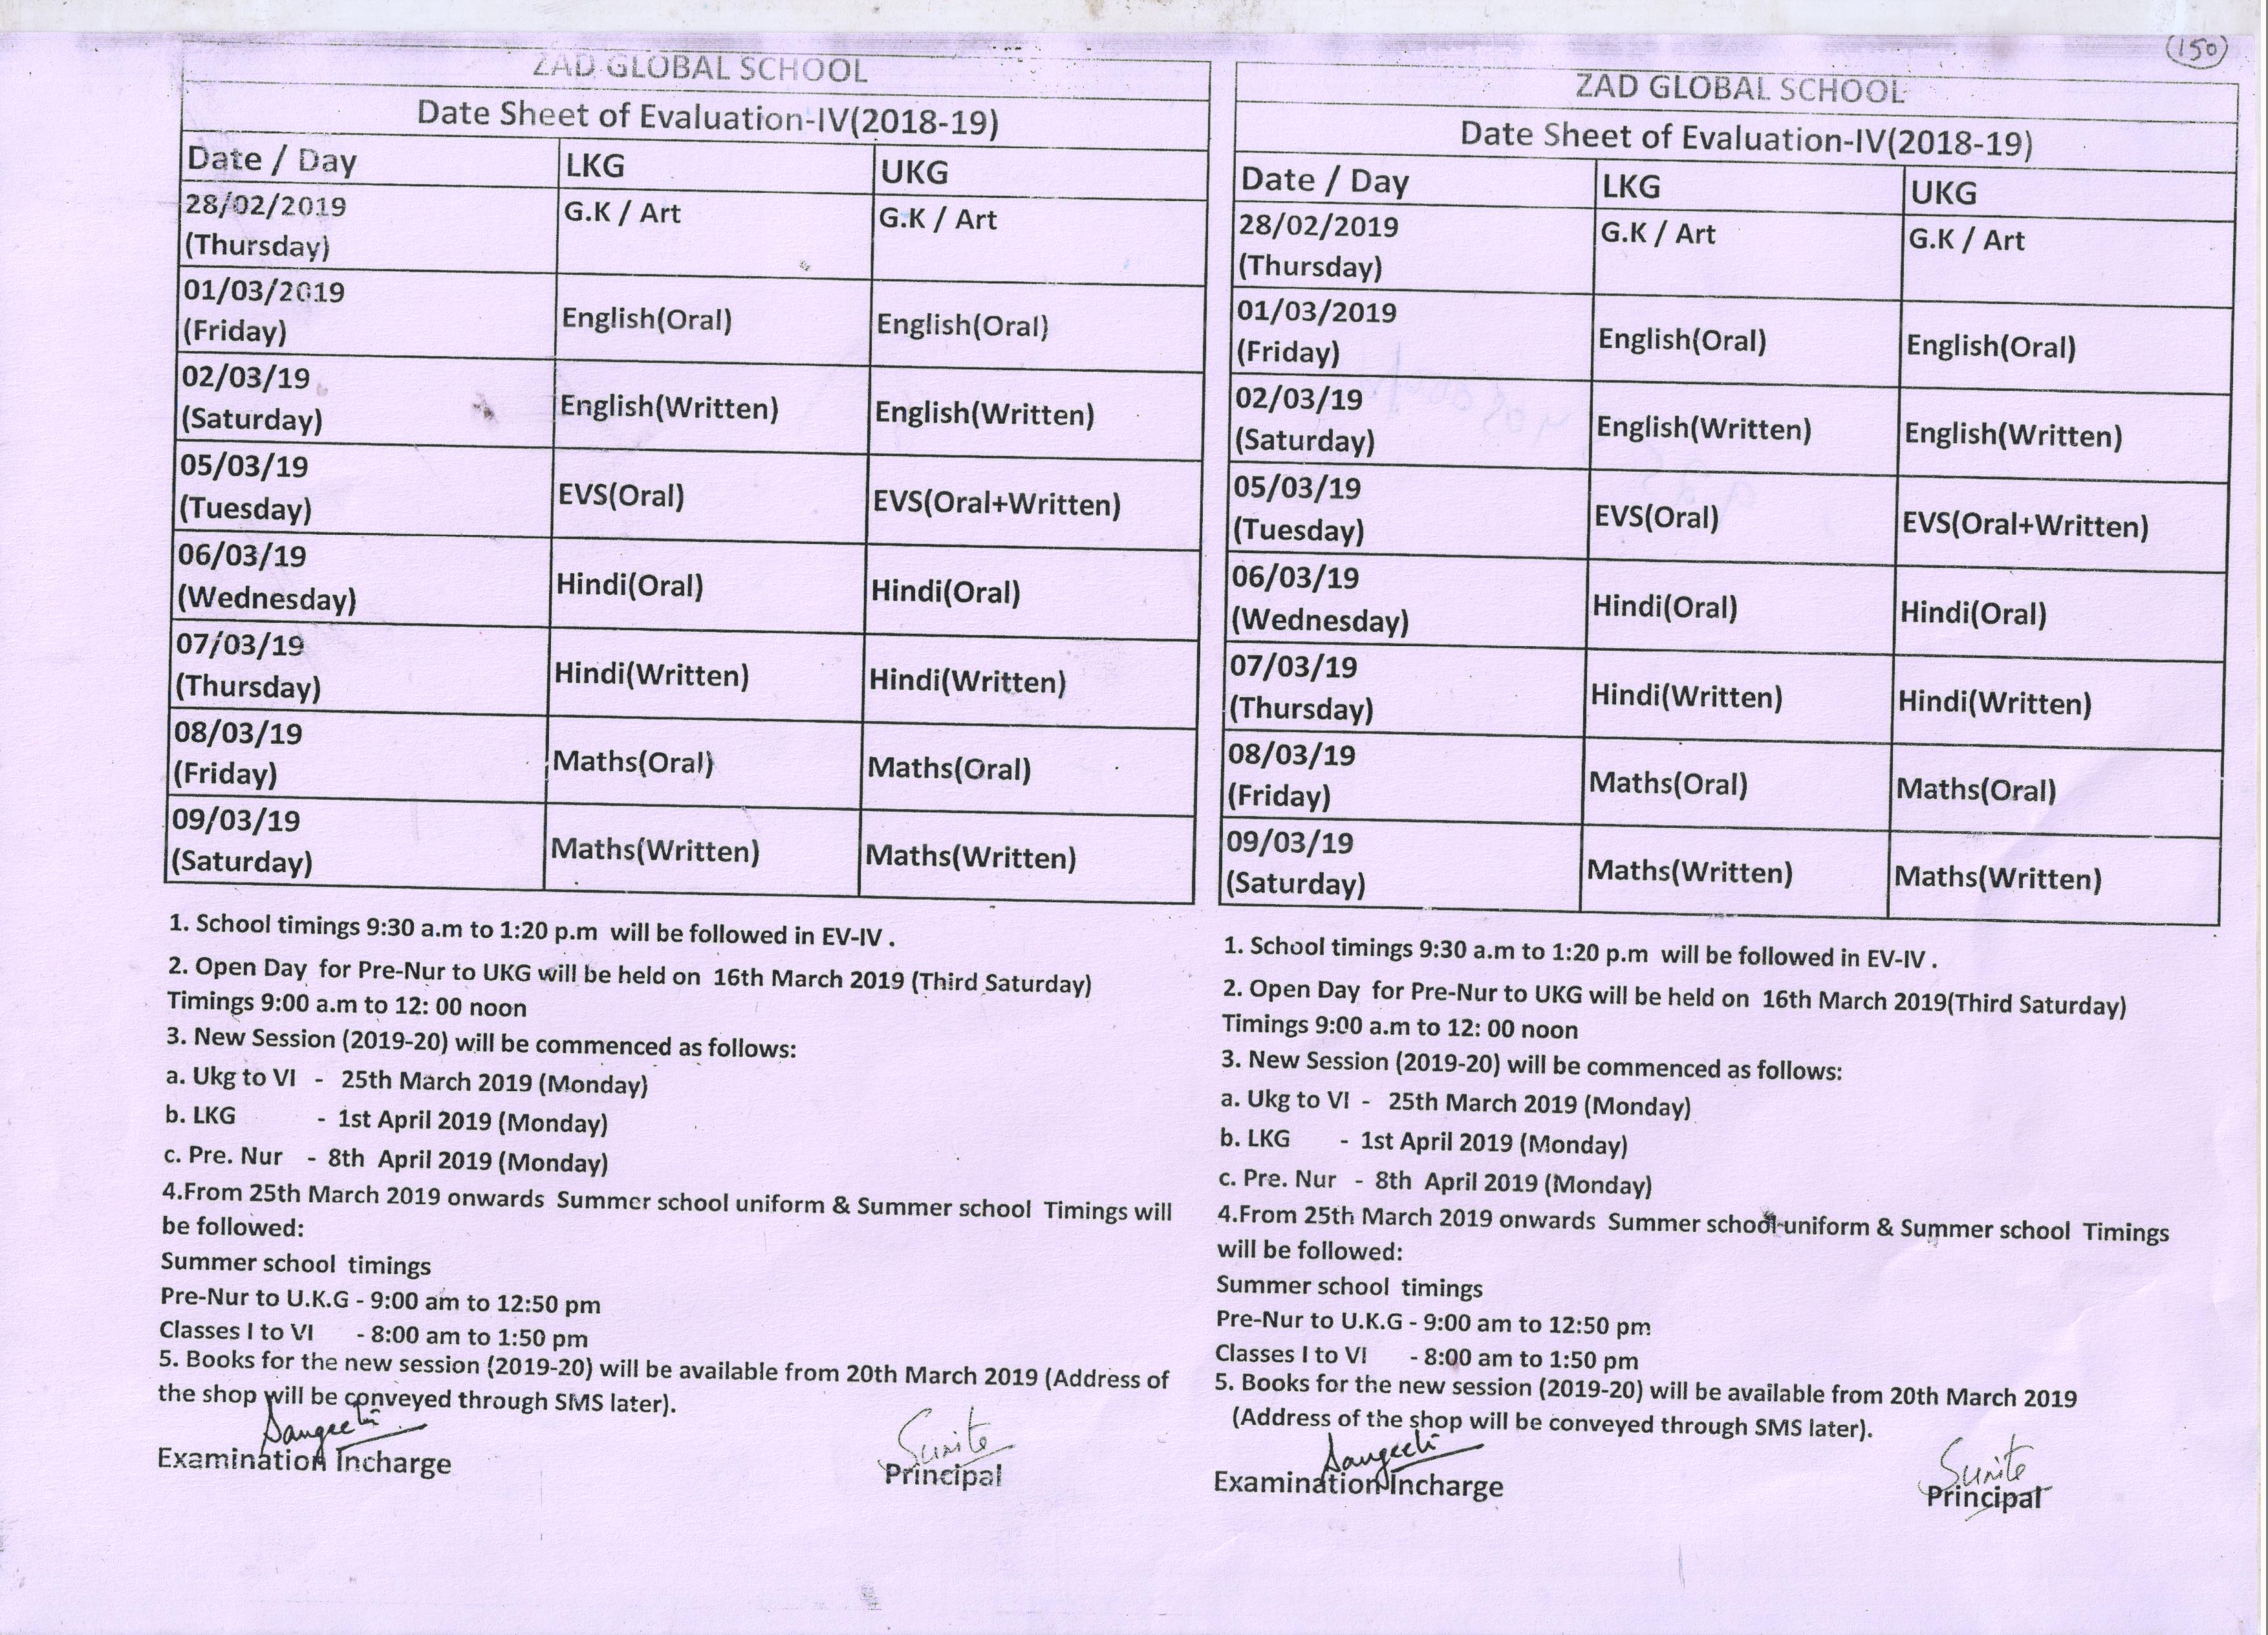 150
ZAD GLOBAL SCHOOL
Date Sheet of Evaluation-IV(2018-19)
Date / Day LKG UKG
28/02/2019
(Thursday) G.K / Art G.K / Art
01/03/2019
(Friday) English(Oral) English(Oral)
02/03/19
(Saturday) English(Written) English(Written)
05/03/19
(Tuesday) EVS(Oral) EVS(Oral+Written)
06/03/19
(Wednesday) Hindi(Oral) Hindi(Oral)
07/03/19
(Thursday) Hindi(Written) Hindi(Written)
08/03/19
(Friday) Maths(Oral) Maths(Oral)
09/03/19
(Saturday) Maths(Written) Maths(Written)
1. School timings 9:30 a.m to 1:20 p.m will be followed in EV-IV .
2. Open Day for Pre-Nur to UKG will be held on 16th March 2019 (Third Saturday)
Timings 9:00 a.m to 12: 00 noon
3. New Session (2019-20) will be commenced as follows:
a. Ukg to VI - 25th March 2019 (Monday)
b. LKG - 1st April 2019 (Monday)
c. Pre. Nur - 8th April 2019 (Monday)
4.From 25th March 2019 onwards Summer school uniform & Summer school Timings will
be followed:
Summer school timings
Pre-Nur to U.K.G - 9:00 am to 12:50 pm
Classes I to VI - 8:00 am to 1:50 pm
5. Books for the new session (2019-20) will be available from 20th March 2019 (Address of
the shop will be conveyed through SMS later).
Examination Incharge Principal
ZAD GLOBAL SCHOOL
Date Sheet of Evaluation-IV(2018-19)
Date / Day LKG UKG
28/02/2019
(Thursday) G.K / Art G.K / Art
01/03/2019
(Friday) English(Oral) English(Oral)
02/03/19
(Saturday) English(Written) English(Written)
05/03/19
(Tuesday) EVS(Oral) EVS(Oral+Written)
06/03/19
(Wednesday) Hindi(Oral) Hindi(Oral)
07/03/19
(Thursday) Hindi(Written) Hindi(Written)
08/03/19
(Friday) Maths(Oral) Maths(Oral)
09/03/19
(Saturday) Maths(Written) Maths(Written)
1. School timings 9:30 a.m to 1:20 p.m will be followed in EV-IV .
2. Open Day for Pre-Nur to UKG will be held on 16th March 2019(Third Saturday)
Timings 9:00 a.m to 12: 00 noon
3. New Session (2019-20) will be commenced as follows:
a. Ukg to VI - 25th March 2019 (Monday)
b. LKG - 1st April 2019 (Monday)
c. Pre. Nur - 8th April 2019 (Monday)
4.From 25th March 2019 onwards Summer school uniform & Summer school Timings
will be followed:
Summer school timings
Pre-Nur to U.K.G - 9:00 am to 12:50 pm
Classes I to VI - 8:00 am to 1:50 pm
5. Books for the new session (2019-20) will be available from 20th March 2019
(Address of the shop will be conveyed through SMS later).
Examination Incharge Principal